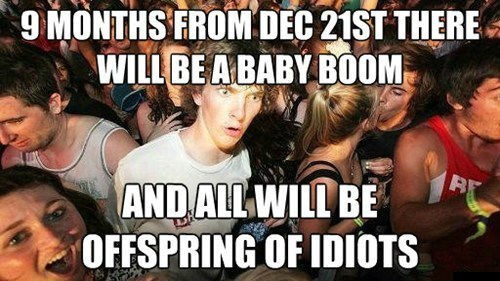 9 MONTHS FROM DEC 21ST THERE
WILL BE A BABY BOOM
AND ALL WILL BE
OFFSPRING OF IDIOTS